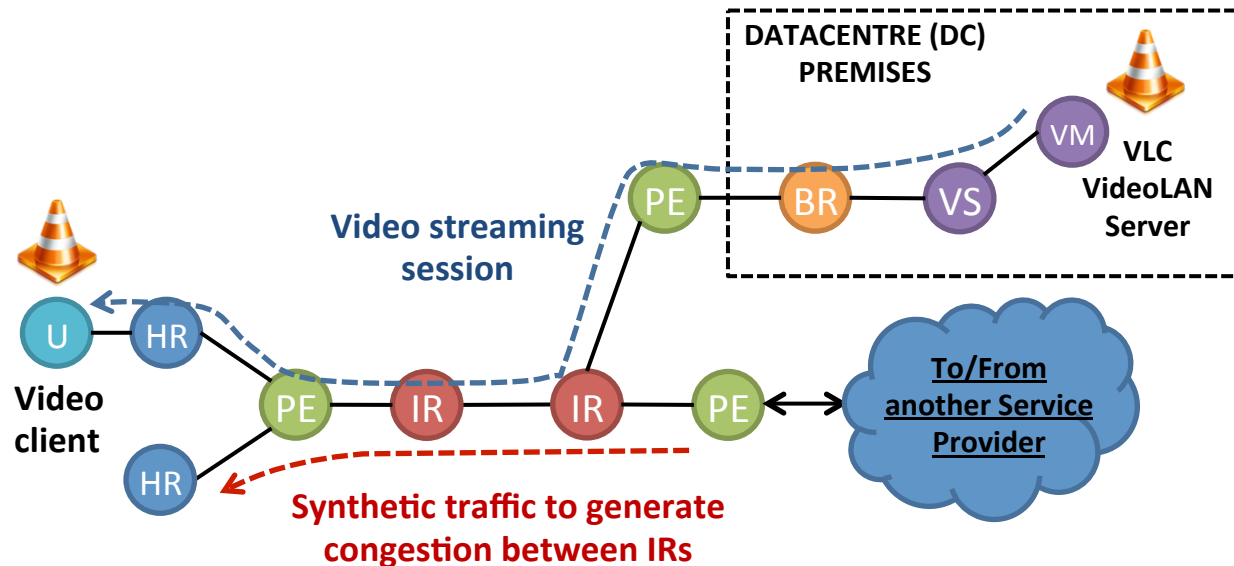 DATACENTRE (DC)
PREMISES
VM
VLC
VideoLAN
Server
PE
BR
VS
Video streaming
session
U
HR
Video
client
PE
IR
IR
PE
To/From
another Service
Provider
HR
Synthetic traffic to generate
congestion between IRs